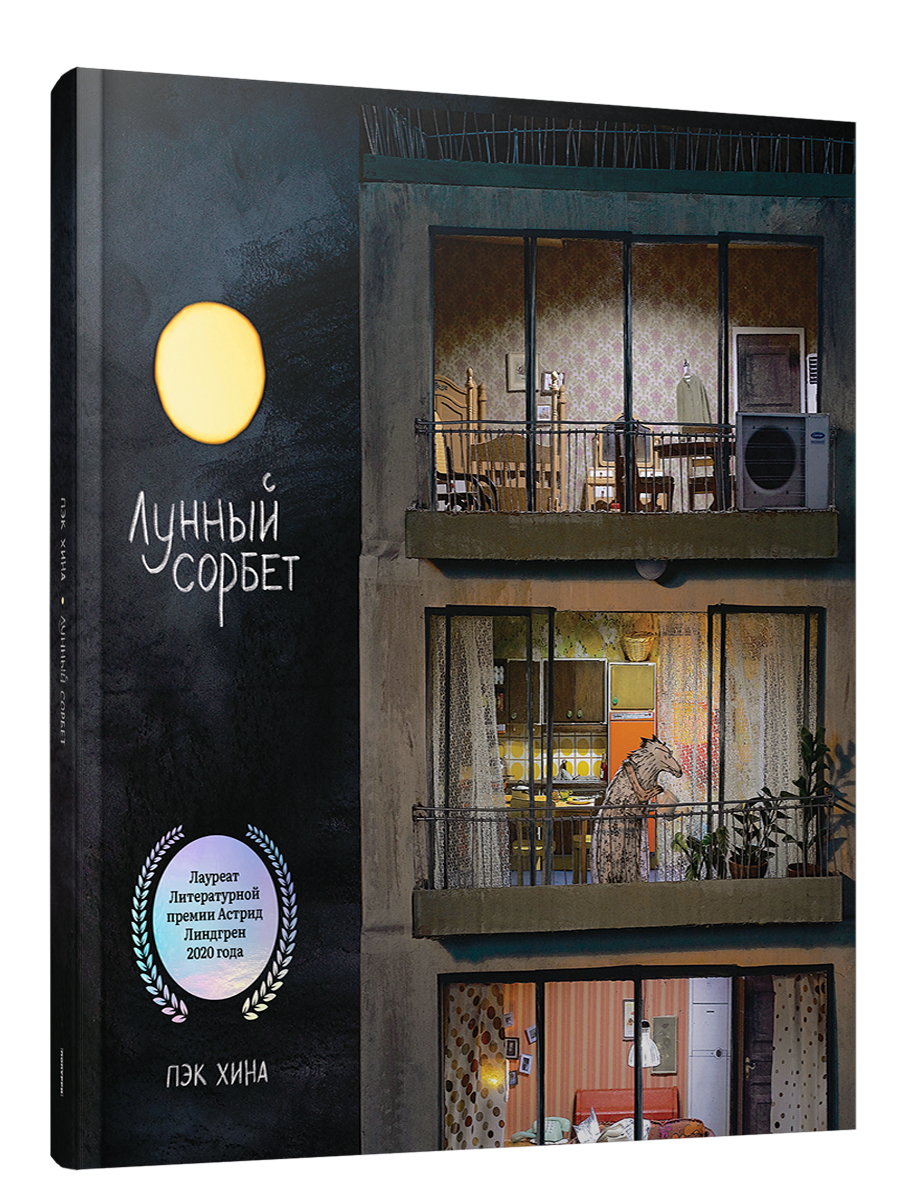 Лунный
сорбет
Лауреат
Литературной
премии Астрид
Линдгрен
2020 года
ПЭК ХИНА
ПЭК ХИНА • ЛУННЫЙ СОРБЕТ